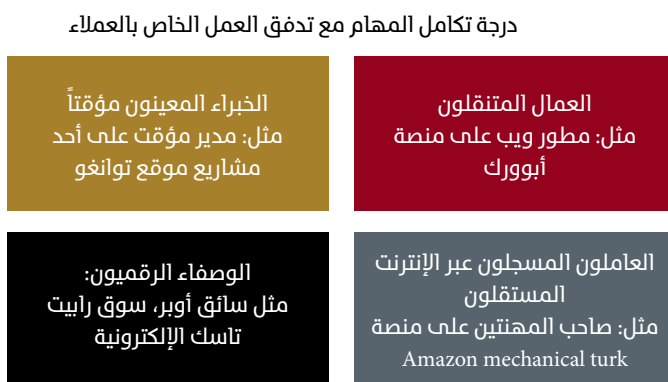 درجة تكامل المهام مع تدفق العمل الخاص بالعملاء
العمال المتنقلون
مثل: مطور ويب على منصة
أبوورك
الخبراء المعينون مؤقتاً
مثل: مدير مؤقت على أحد
مشاريع موقع توانغو
العاملون المسجلون عبر الإنترنت
المستقلون
مثل: صاحب المهنتين على منصة
Amazon mechanical turk
الوصفاء الرقميون:
مثل سائق أوبر، سوق رابيت
تاسك الإلكترونية